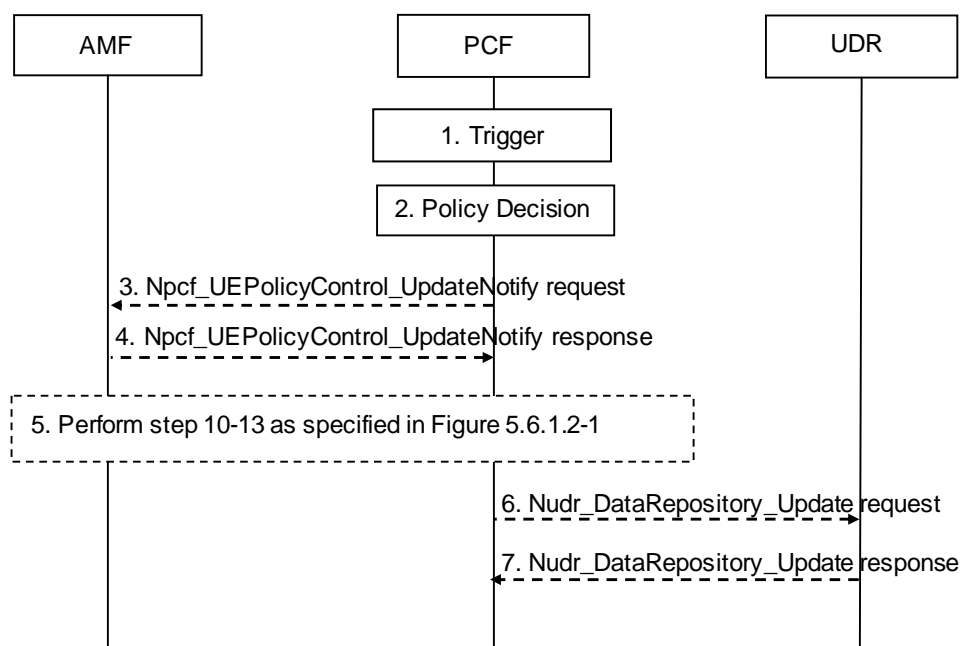 AMF
PCF
UDR
1. Trigger
2. Policy Decision
3. Npcf_UEPolicyControl_UpdateNotify request
4. Npcf_UEPolicyControl_UpdateNotify response
5. Perform step 10-13 as specified in Figure 5.6.1.2-1
6. Nudr_DataRepository_Update request
7. Nudr_DataRepository_Update response